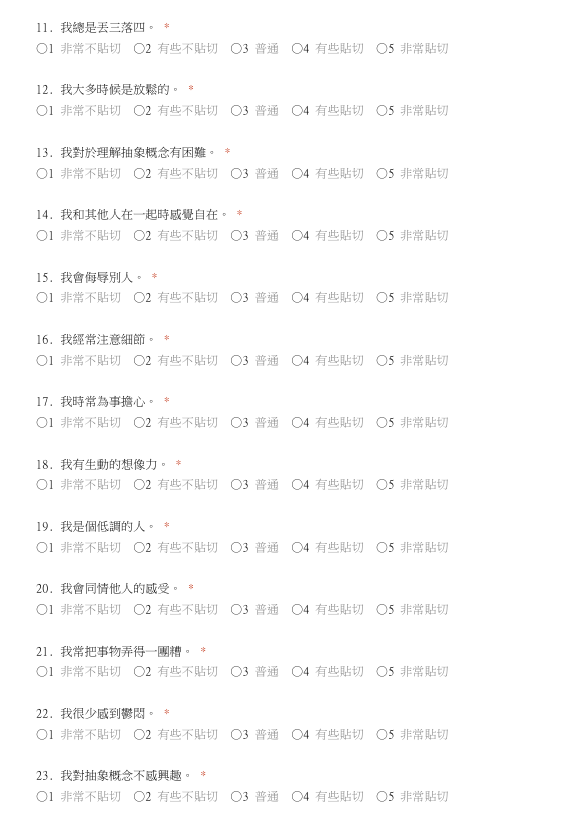 11. 我總是丟三落四。 *
○1 非常不貼切 ○2 有些不貼切 ○3 普通 ○4 有些貼切 ○5 非常貼切
12. 我大多時候是放鬆的。 *
○1 非常不貼切 ○2 有些不貼切 ○3 普通 ○4 有些貼切 ○5 非常貼切
13. 我對於理解抽象概念有困難。 *
○1 非常不貼切 ○2 有些不貼切 ○3 普通 ○4 有些貼切 ○5 非常貼切
14. 我和其他人在一起時感覺自在。 *
○1 非常不貼切 ○2 有些不貼切 ○3 普通 ○4 有些貼切 ○5 非常貼切
15. 我會侮辱別人。 *
○1 非常不貼切 ○2 有些不貼切 ○3 普通 ○4 有些貼切 ○5 非常貼切
16. 我經常注意細節。 *
○1 非常不貼切 ○2 有些不貼切 ○3 普通 ○4 有些貼切 ○5 非常貼切
17. 我時常為事擔心。 *
○1 非常不貼切 ○2 有些不貼切 ○3 普通 ○4 有些貼切 ○5 非常貼切
18. 我有生動的想像力。 *
○1 非常不貼切 ○2 有些不貼切 ○3 普通 ○4 有些貼切 ○5 非常貼切
19. 我是個低調的人。 *
○1 非常不貼切 ○2 有些不貼切 ○3 普通 ○4 有些貼切 ○5 非常貼切
20. 我會同情他人的感受。 *
○1 非常不貼切 ○2 有些不貼切 ○3 普通 ○4 有些貼切 ○5 非常貼切
21. 我常把事物弄得一團糟。 *
○1 非常不貼切 ○2 有些不貼切 ○3 普通 ○4 有些貼切 ○5 非常貼切
22. 我很少感到鬱悶。 *
○1 非常不貼切 ○2 有些不貼切 ○3 普通 ○4 有些貼切 ○5 非常貼切
23. 我對抽象概念不感興趣。 *
○1 非常不貼切 ○2 有些不貼切 ○3 普通 ○4 有些貼切 ○5 非常貼切